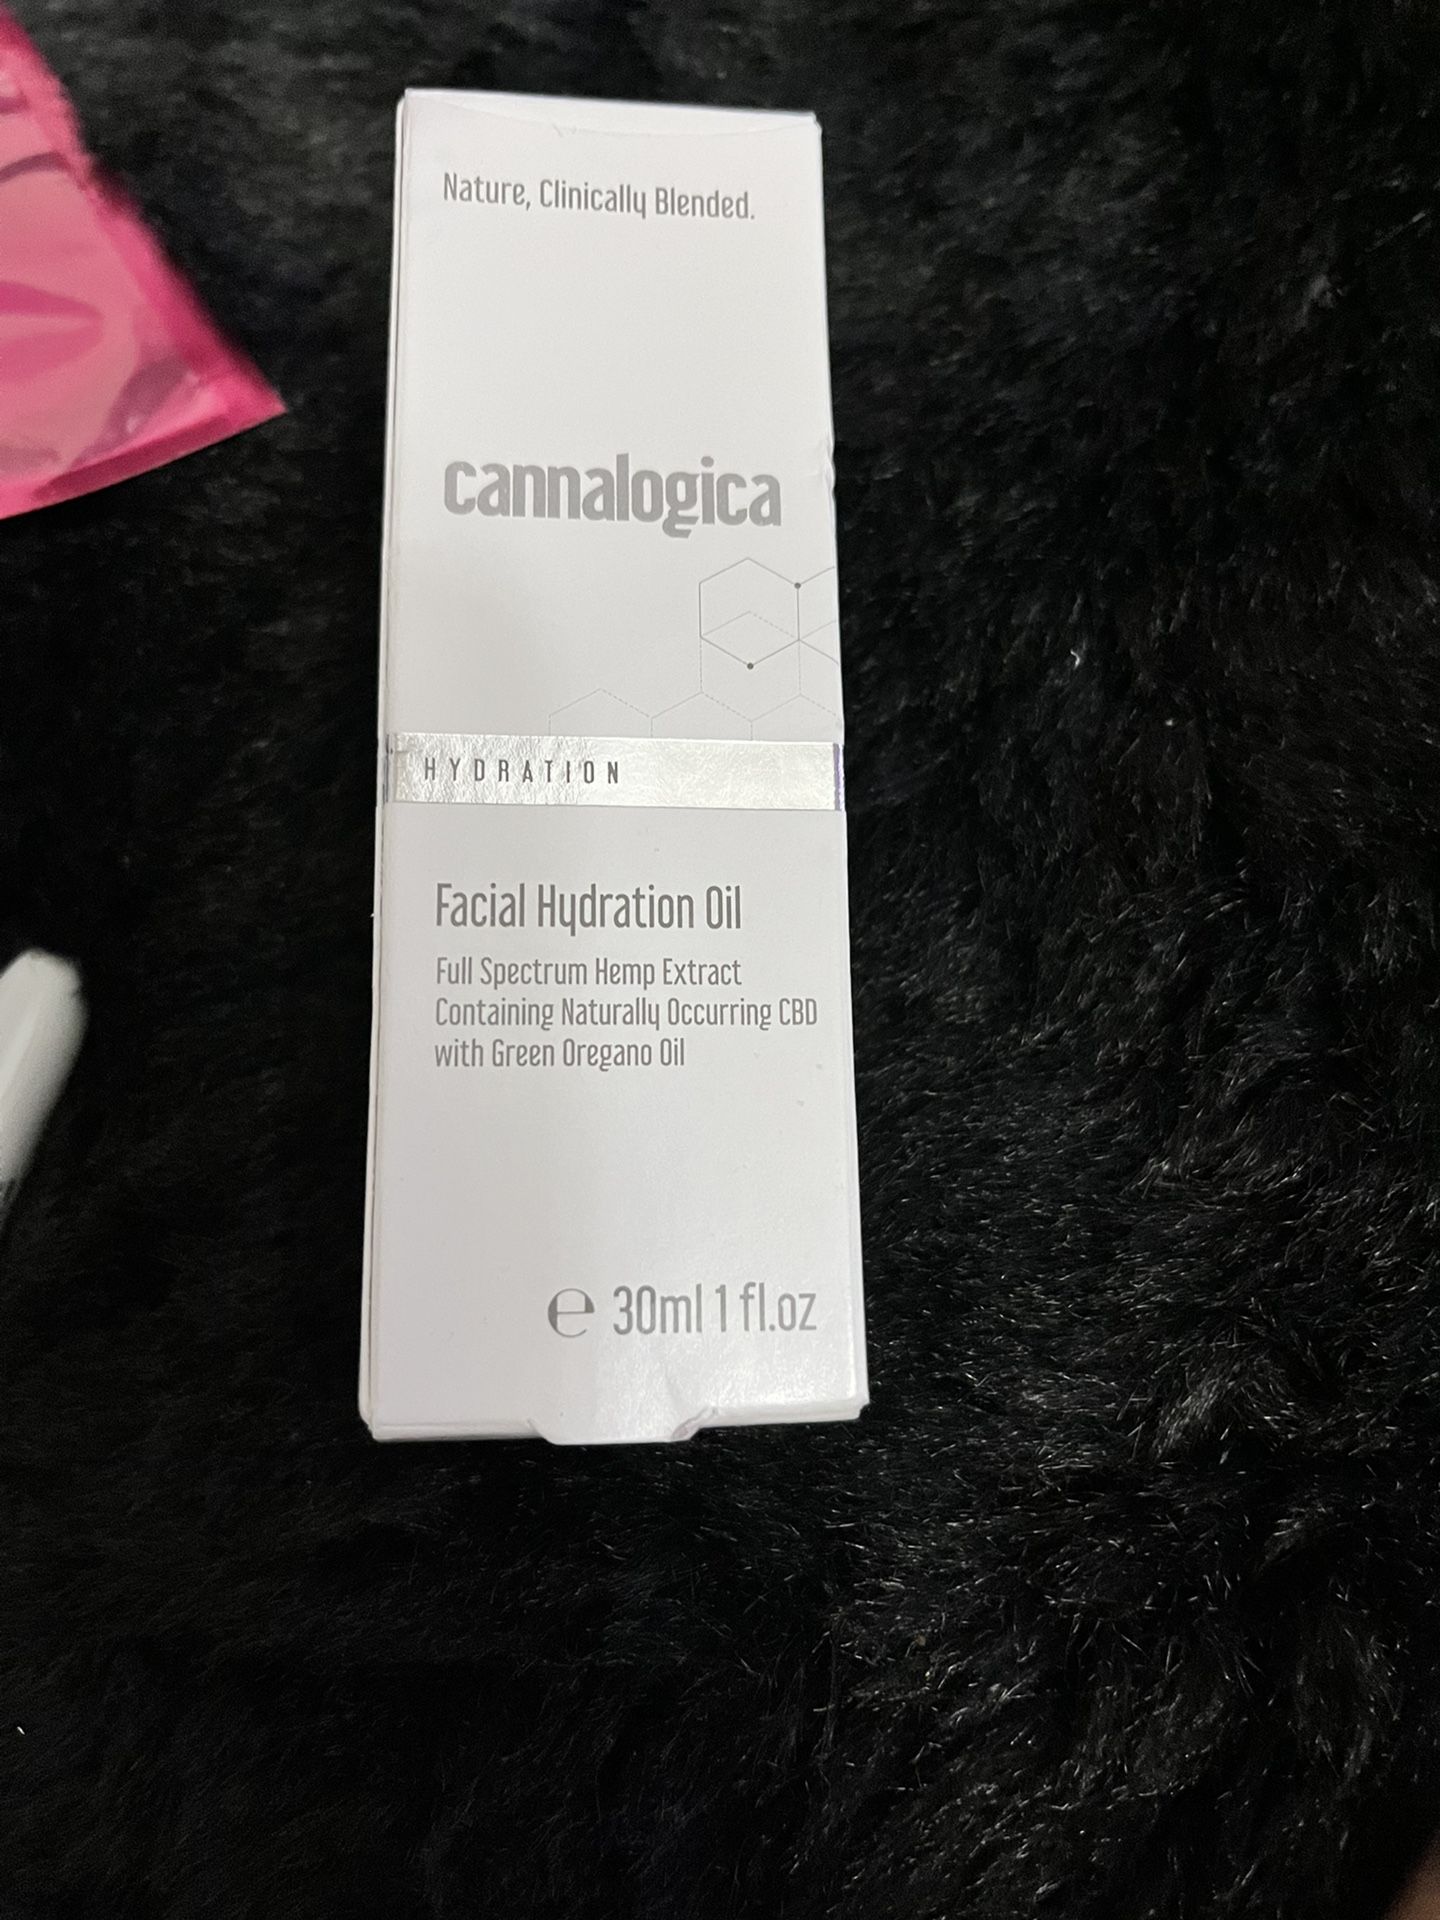 Nature, Clinically Blended.
cannalogica
HYDRATION
Facial Hydration Oil
Full Spectrum Hemp Extract
Containing Naturally Occurring CBD
with Green Oregano Oil
℮ 30ml 1 fl.oz